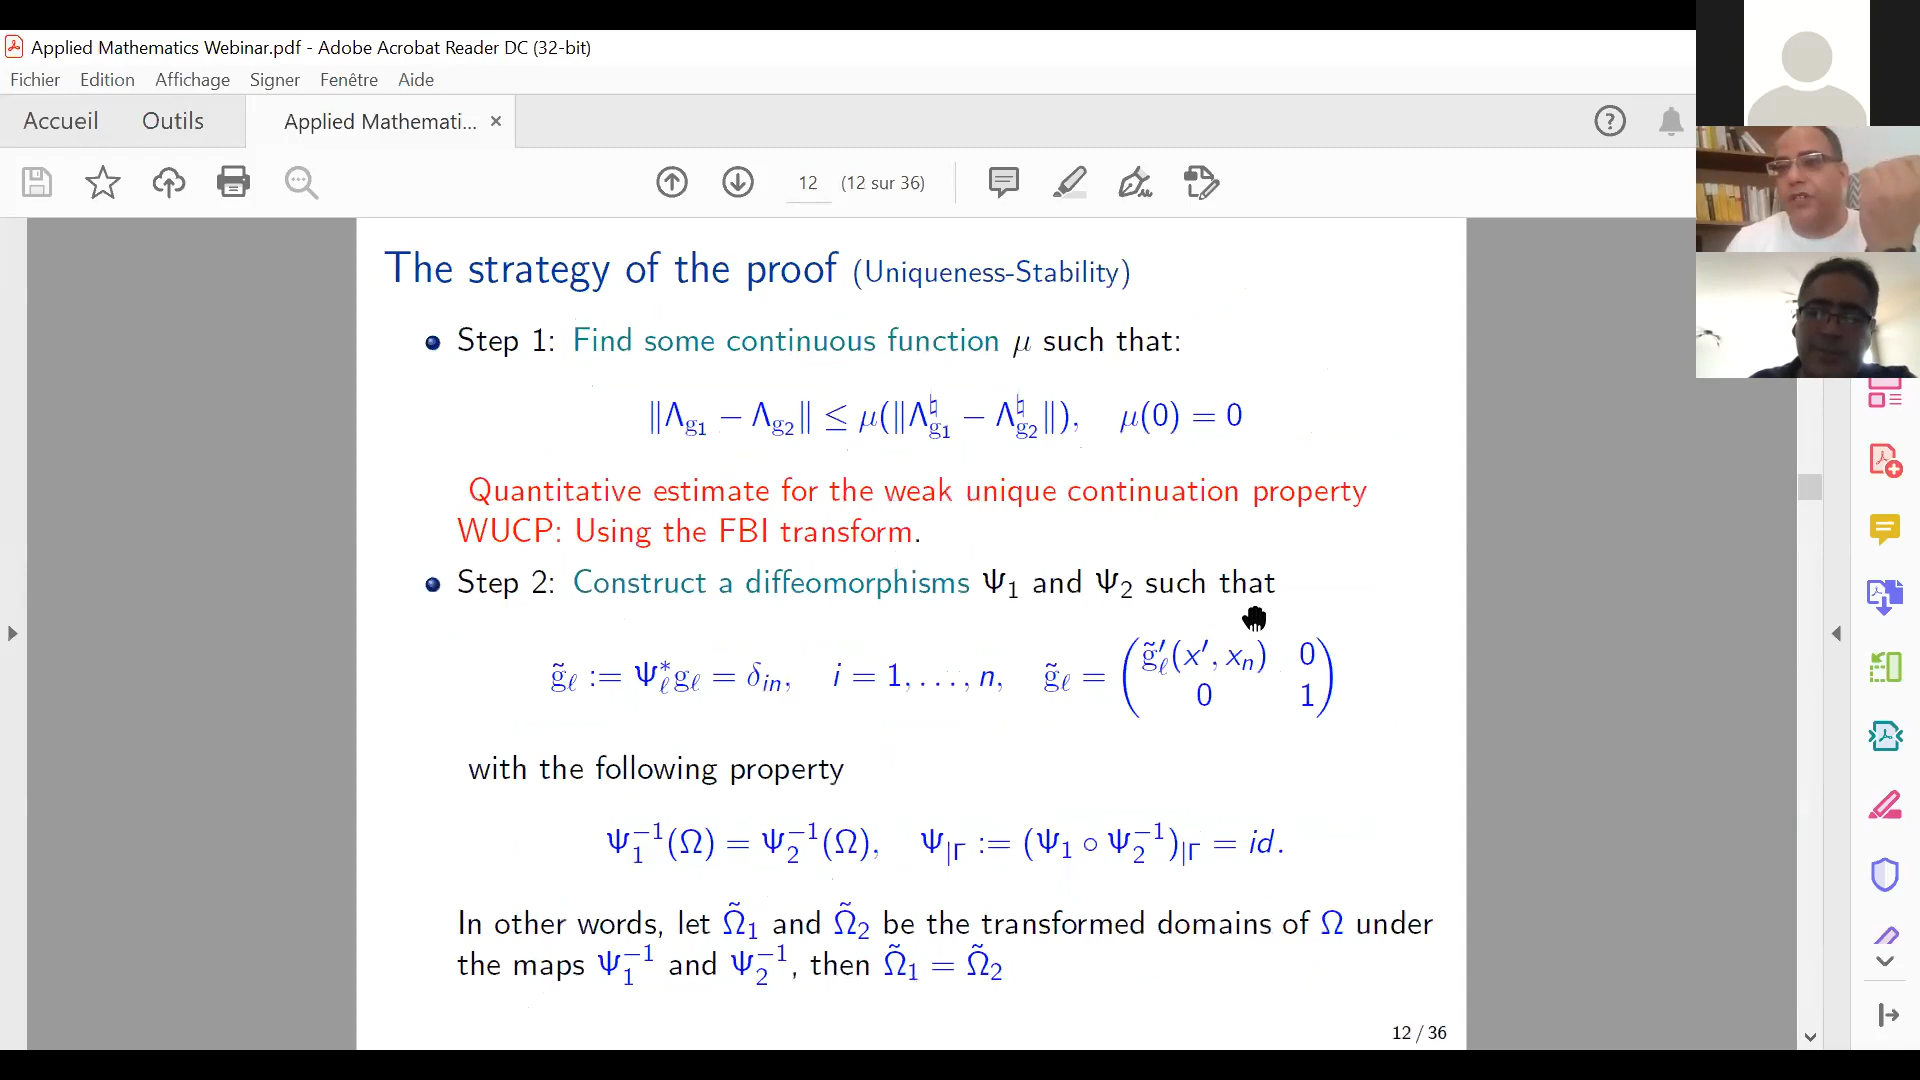 Applied Mathematics Webinar.pdf - Adobe Acrobat Reader DC (32-bit)
Fichier Edition Affichage Signer Fenêtre Aide
Accueil Outils Applied Mathemati... ×
12 (12 sur 36)
The strategy of the proof (Uniqueness-Stability)
Step 1: Find some continuous function μ such that:
‖Λ_{g₁} − Λ_{g₂}‖ ≤ μ(‖Λ^♮_{g₁} − Λ^♮_{g₂}‖), μ(0) = 0
Quantitative estimate for the weak unique continuation property
WUCP: Using the FBI transform.
Step 2: Construct a diffeomorphisms Ψ₁ and Ψ₂ such that
g̃_ℓ := Ψ*_ℓ g_ℓ = δ_{in}, i = 1, . . . , n, g̃_ℓ = ( g̃′_ℓ(x′, x_n) 0
0 1 )
with the following property
Ψ₁⁻¹(Ω) = Ψ₂⁻¹(Ω), Ψ_{|Γ} := (Ψ₁ ∘ Ψ₂⁻¹)_{|Γ} = id.
In other words, let Ω̃₁ and Ω̃₂ be the transformed domains of Ω under
the maps Ψ₁⁻¹ and Ψ₂⁻¹, then Ω̃₁ = Ω̃₂
12 / 36